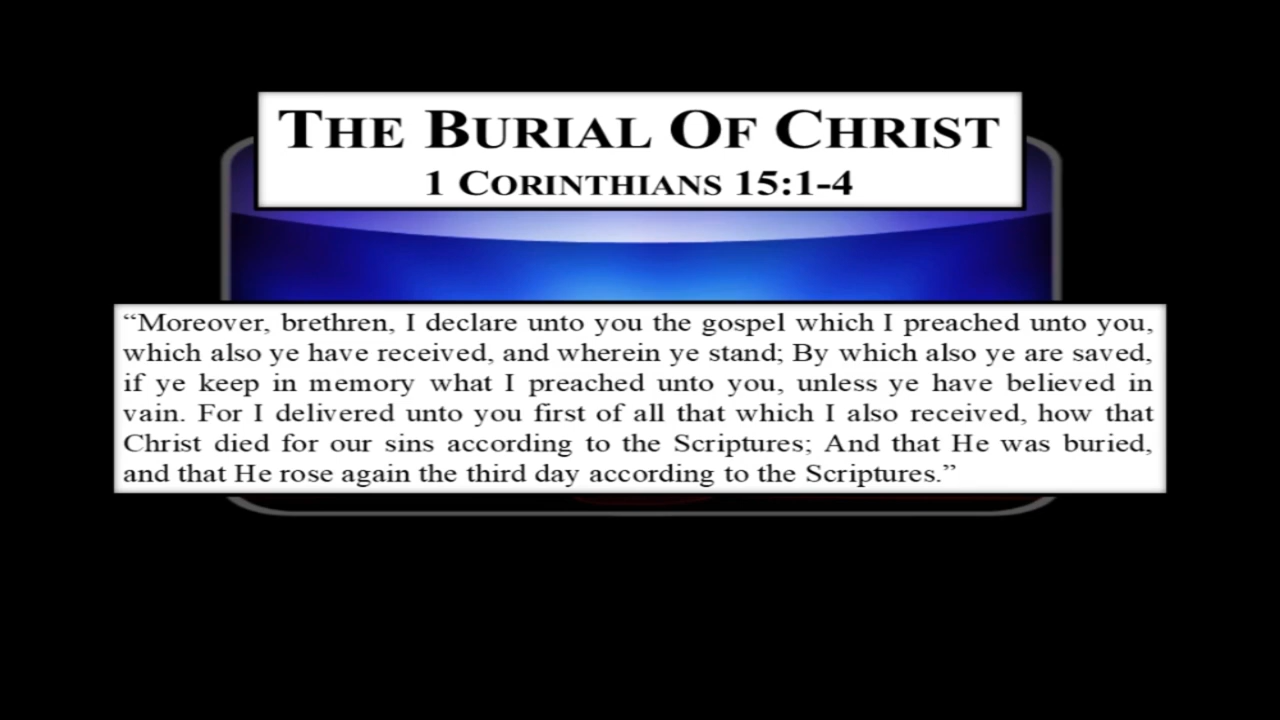 THE BURIAL OF CHRIST
1 CORINTHIANS 15:1-4
“Moreover, brethren, I declare unto you the gospel which I preached unto you,
which also ye have received, and wherein ye stand; By which also ye are saved,
if ye keep in memory what I preached unto you, unless ye have believed in
vain. For I delivered unto you first of all that which I also received, how that
Christ died for our sins according to the Scriptures; And that He was buried,
and that He rose again the third day according to the Scriptures.”